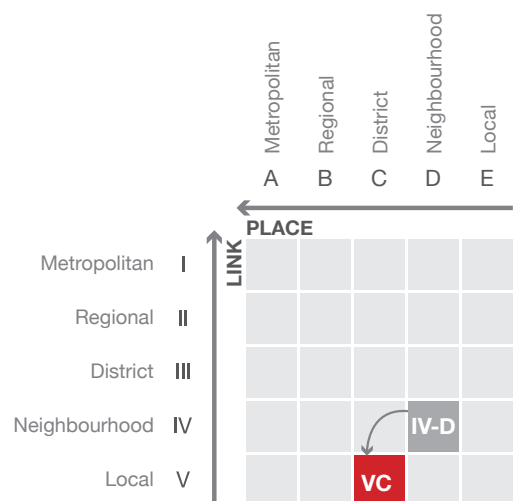 Metropolitan
Regional
District
Neighbourhood
Local
A B C D E
PLACE
LINK
Metropolitan I
Regional II
District III
Neighbourhood IV
IV-D
Local V
VC